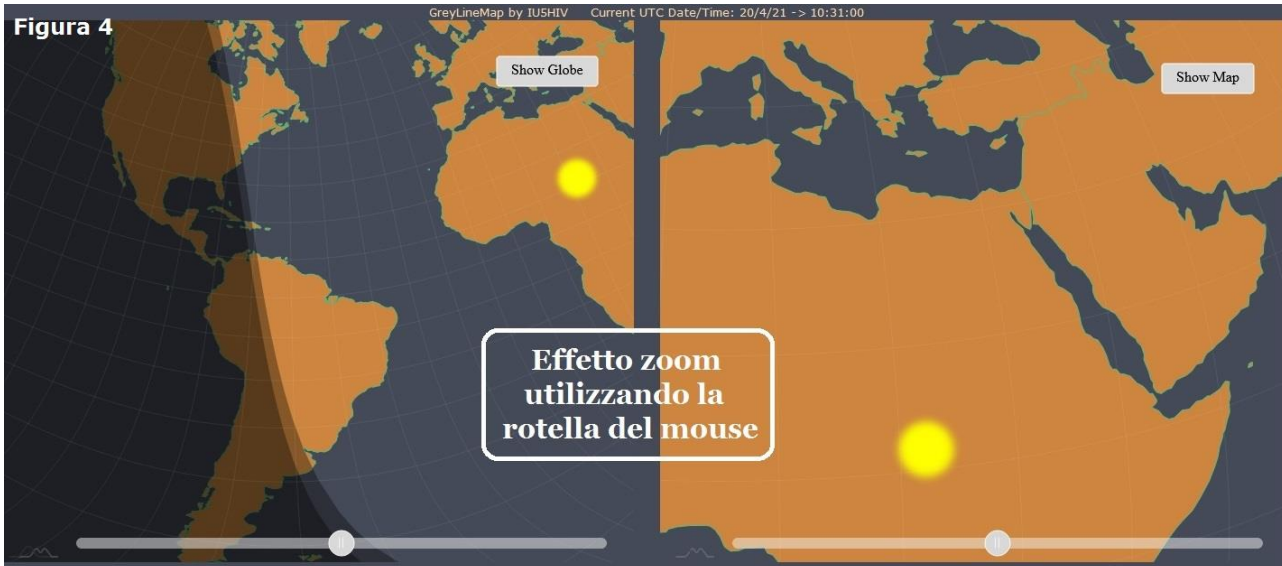 GreyLineMap by IU5HIV Current UTC Date/Time: 20/4/21 -> 10:31:00
Figura 4
Show Globe
Show Map
Effetto zoom
utilizzando la
rotella del mouse